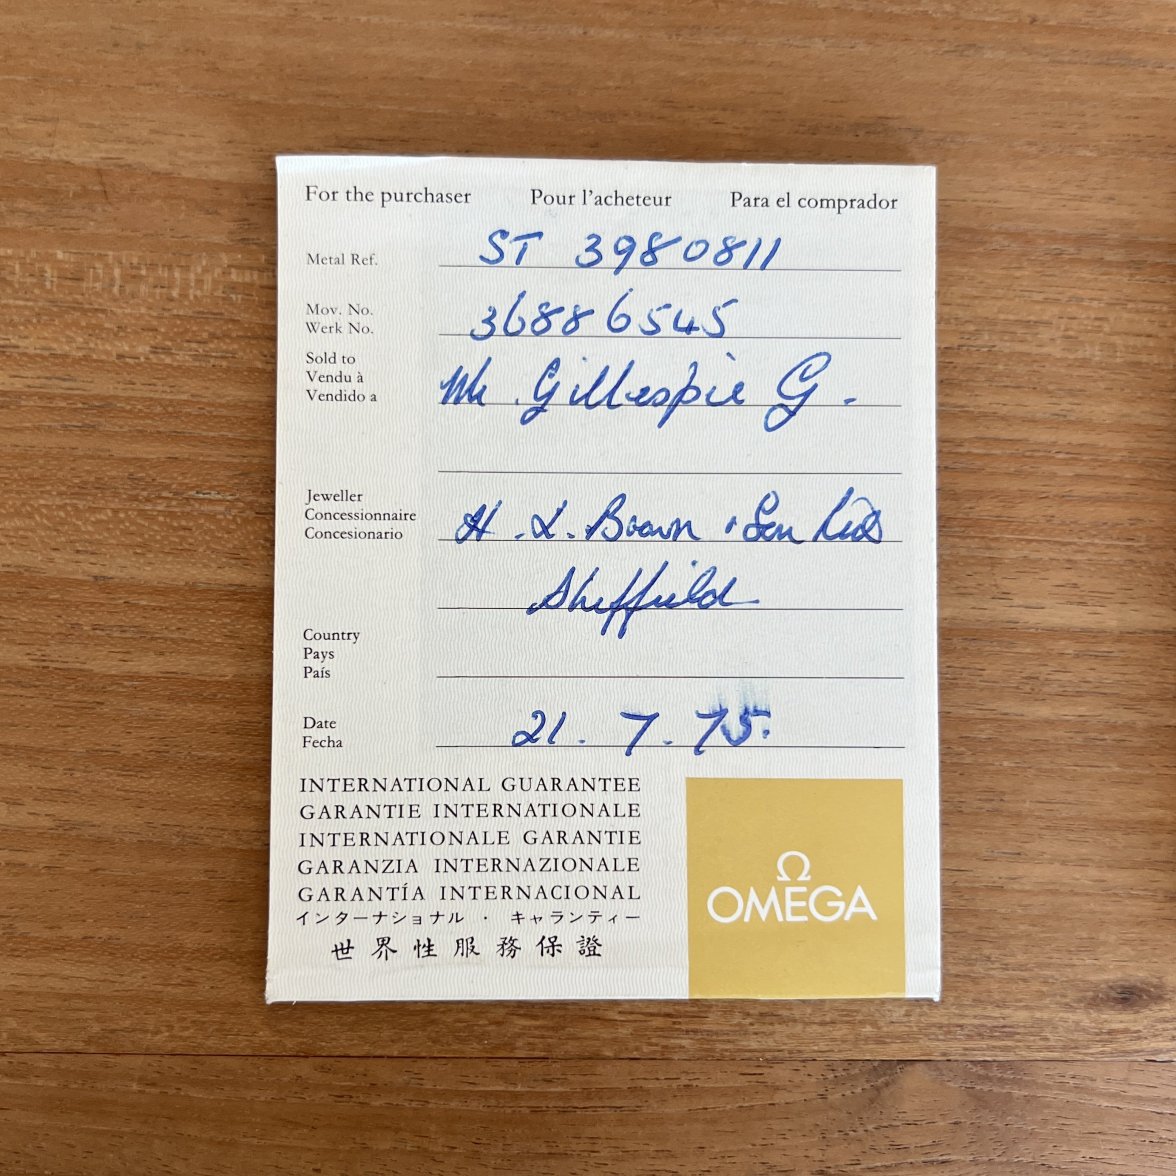 For the purchaser Pour l'acheteur Para el comprador
Metal Ref. ST 3980811
Mov. No.
Werk No. 36886545
Sold to
Vendu à
Vendido a Mr. Gillespie G.
Jeweller
Concessionnaire
Concesionario H. L. Brown & Son Ltd
Sheffield
Country
Pays
País
Date
Fecha 21. 7. 75.
INTERNATIONAL GUARANTEE
GARANTIE INTERNATIONALE
INTERNATIONALE GARANTIE
GARANZIA INTERNAZIONALE
GARANTÍA INTERNACIONAL
インターナショナル・ギャランティー
世界性服務保證
Ω
OMEGA